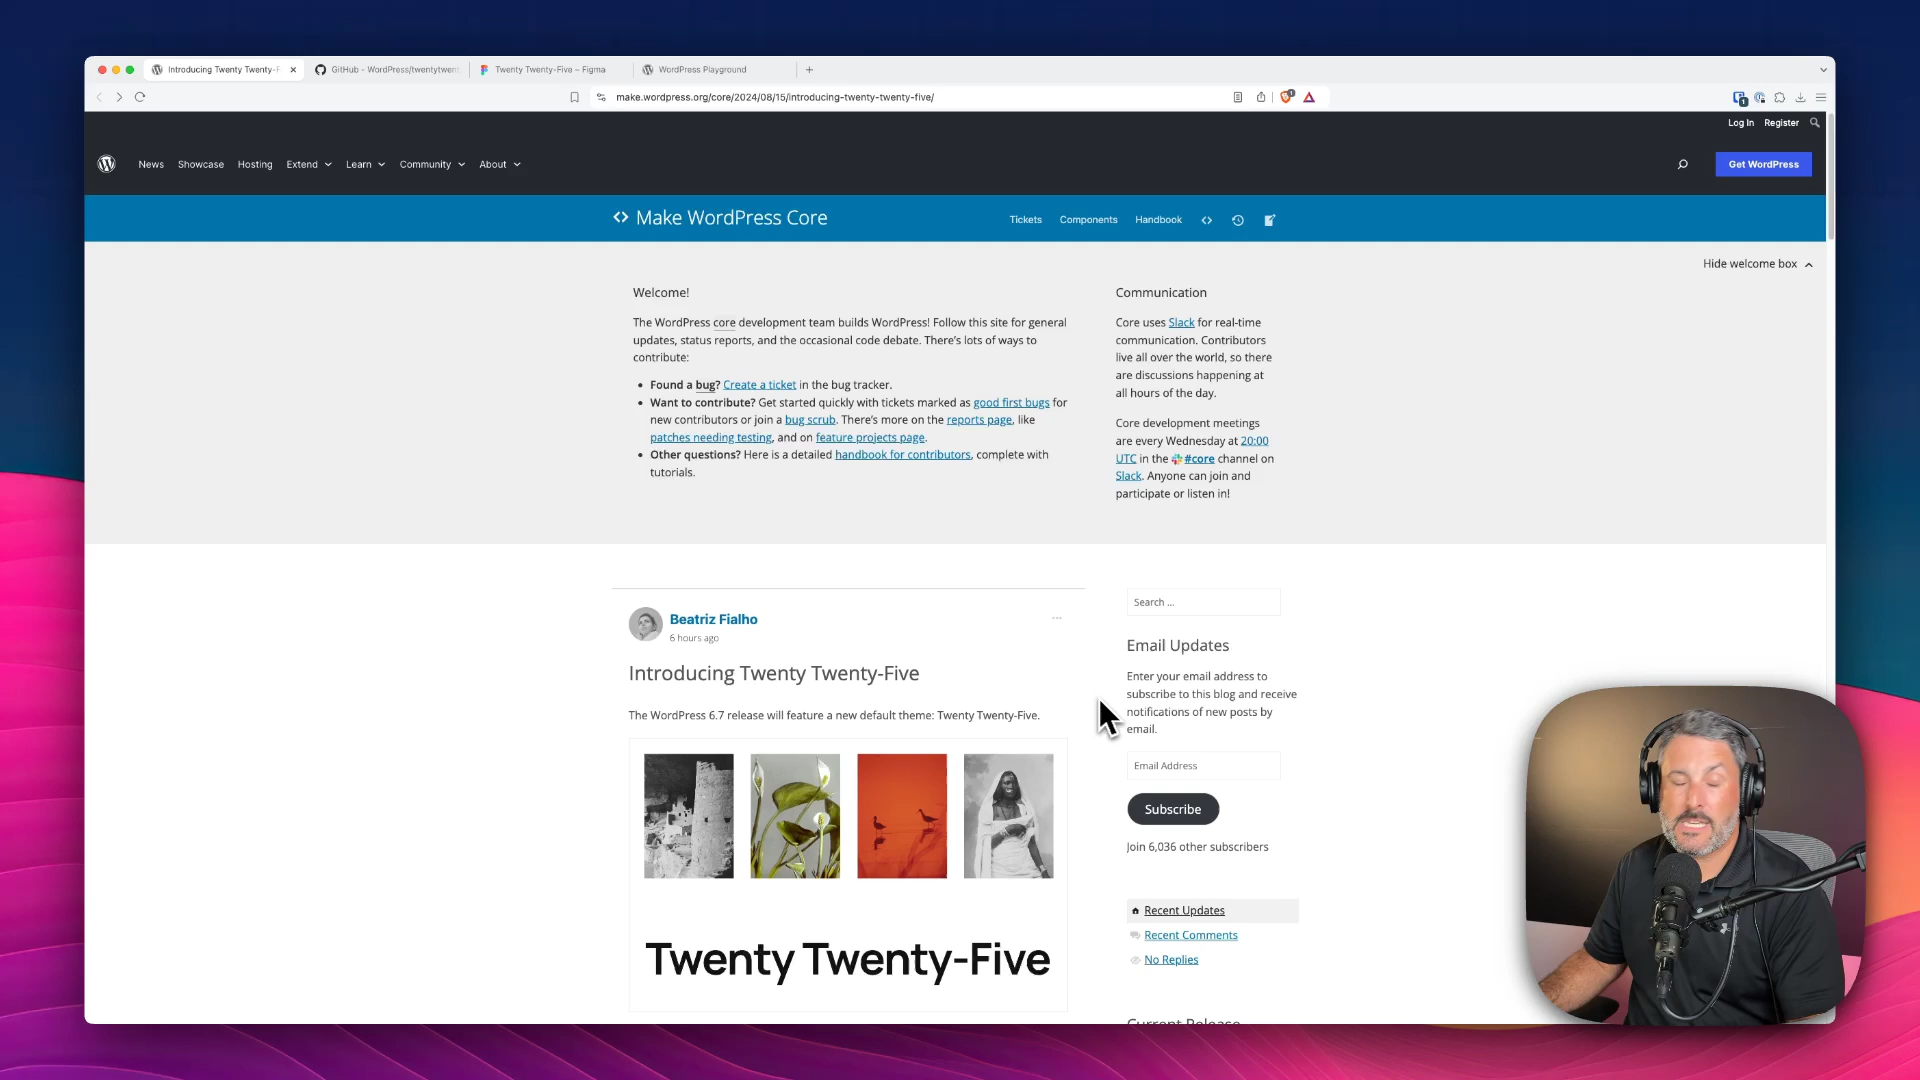 Introducing Twenty Twenty-F
GitHub - WordPress/twentytwent
Twenty Twenty-Five – Figma
WordPress Playground
make.wordpress.org/core/2024/08/15/introducing-twenty-twenty-five/
Log In Register
News Showcase Hosting Extend Learn Community About
Get WordPress
<> Make WordPress Core
Tickets Components Handbook <>
Hide welcome box
Welcome!
The WordPress core development team builds WordPress! Follow this site for general
updates, status reports, and the occasional code debate. There's lots of ways to
contribute:
• Found a bug? Create a ticket in the bug tracker.
• Want to contribute? Get started quickly with tickets marked as good first bugs for
new contributors or join a bug scrub. There's more on the reports page, like
patches needing testing, and on feature projects page.
• Other questions? Here is a detailed handbook for contributors, complete with
tutorials.
Communication
Core uses Slack for real-time
communication. Contributors
live all over the world, so there
are discussions happening at
all hours of the day.
Core development meetings
are every Wednesday at 20:00
UTC in the #core channel on
Slack. Anyone can join and
participate or listen in!
Beatriz Fialho
6 hours ago
...
Introducing Twenty Twenty-Five
The WordPress 6.7 release will feature a new default theme: Twenty Twenty-Five.
Twenty Twenty-Five
Search ...
Email Updates
Enter your email address to
subscribe to this blog and receive
notifications of new posts by
email.
Email Address
Subscribe
Join 6,036 other subscribers
Recent Updates
Recent Comments
No Replies
Current Release